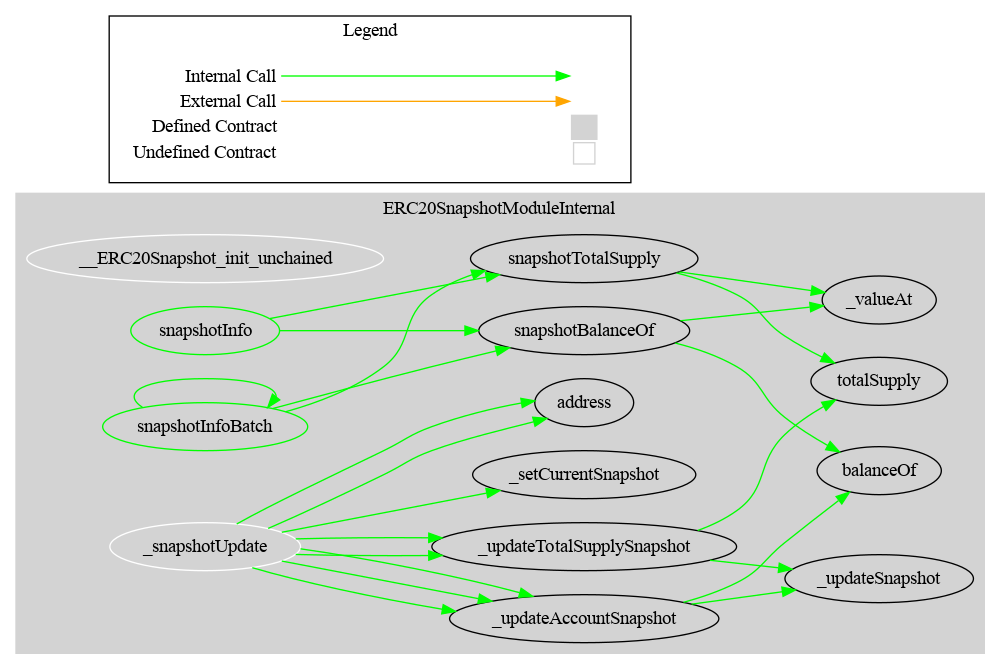 Legend
Internal Call
External Call
Defined Contract
Undefined Contract
ERC20SnapshotModuleInternal
__ERC20Snapshot_init_unchained
snapshotInfo
snapshotInfoBatch
_snapshotUpdate
snapshotTotalSupply
snapshotBalanceOf
address
_setCurrentSnapshot
_updateTotalSupplySnapshot
_updateAccountSnapshot
_valueAt
totalSupply
balanceOf
_updateSnapshot